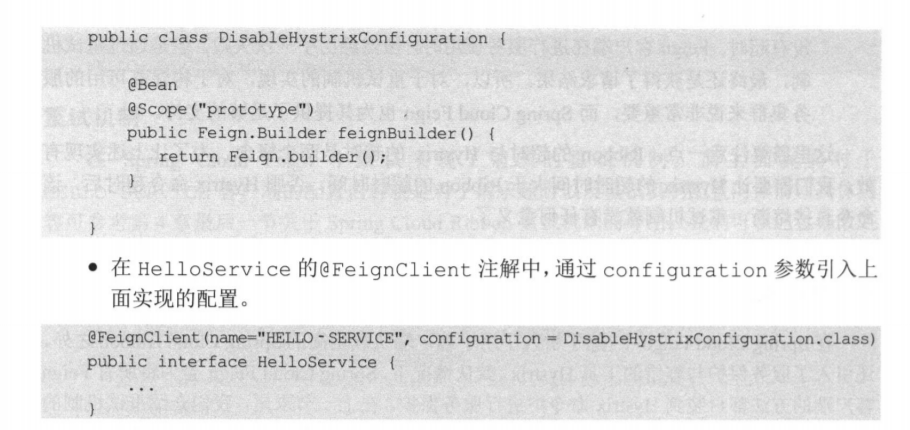 public class DisableHystrixConfiguration {
@Bean
@Scope("prototype")
public Feign.Builder feignBuilder() {
return Feign.builder();
}
}
• 在 HelloService 的@FeignClient 注解中,通过 configuration 参数引入上
面实现的配置。
@FeignClient(name="HELLO-SERVICE", configuration = DisableHystrixConfiguration.class)
public interface HelloService {
...
}